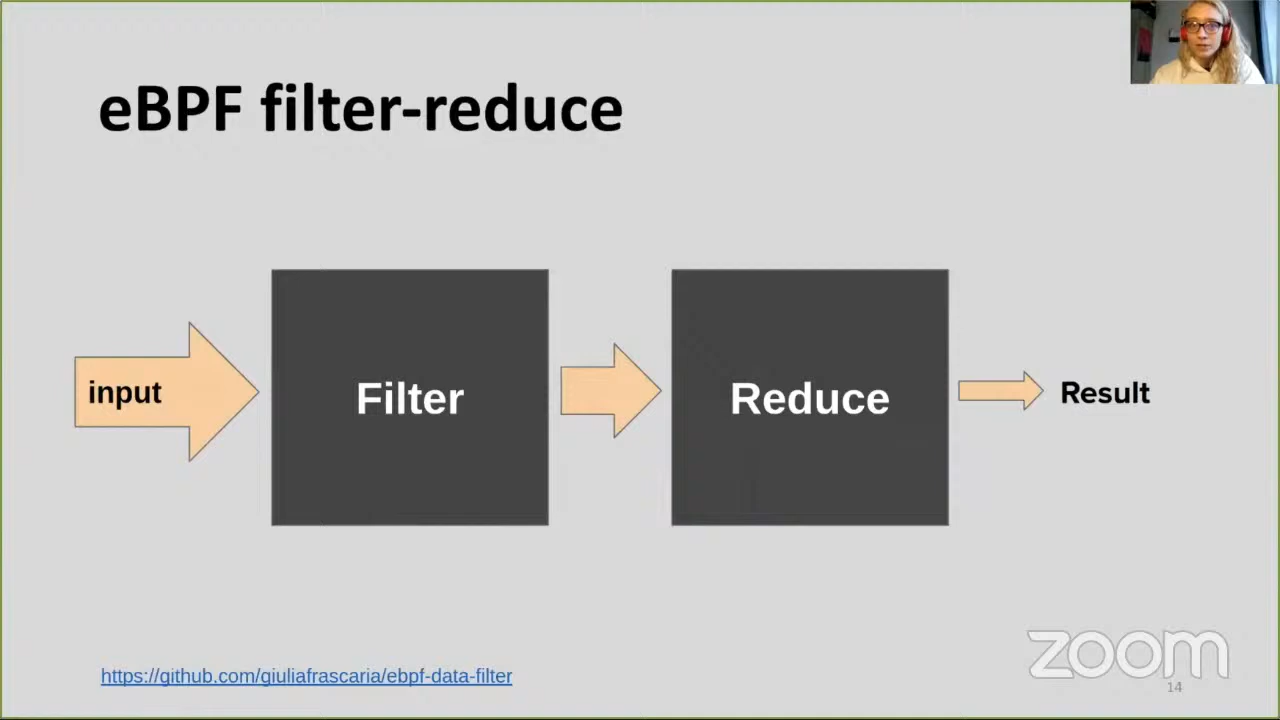 eBPF filter-reduce
input
Filter
Reduce
Result
https://github.com/giuliafrascaria/ebpf-data-filter
zoom
14